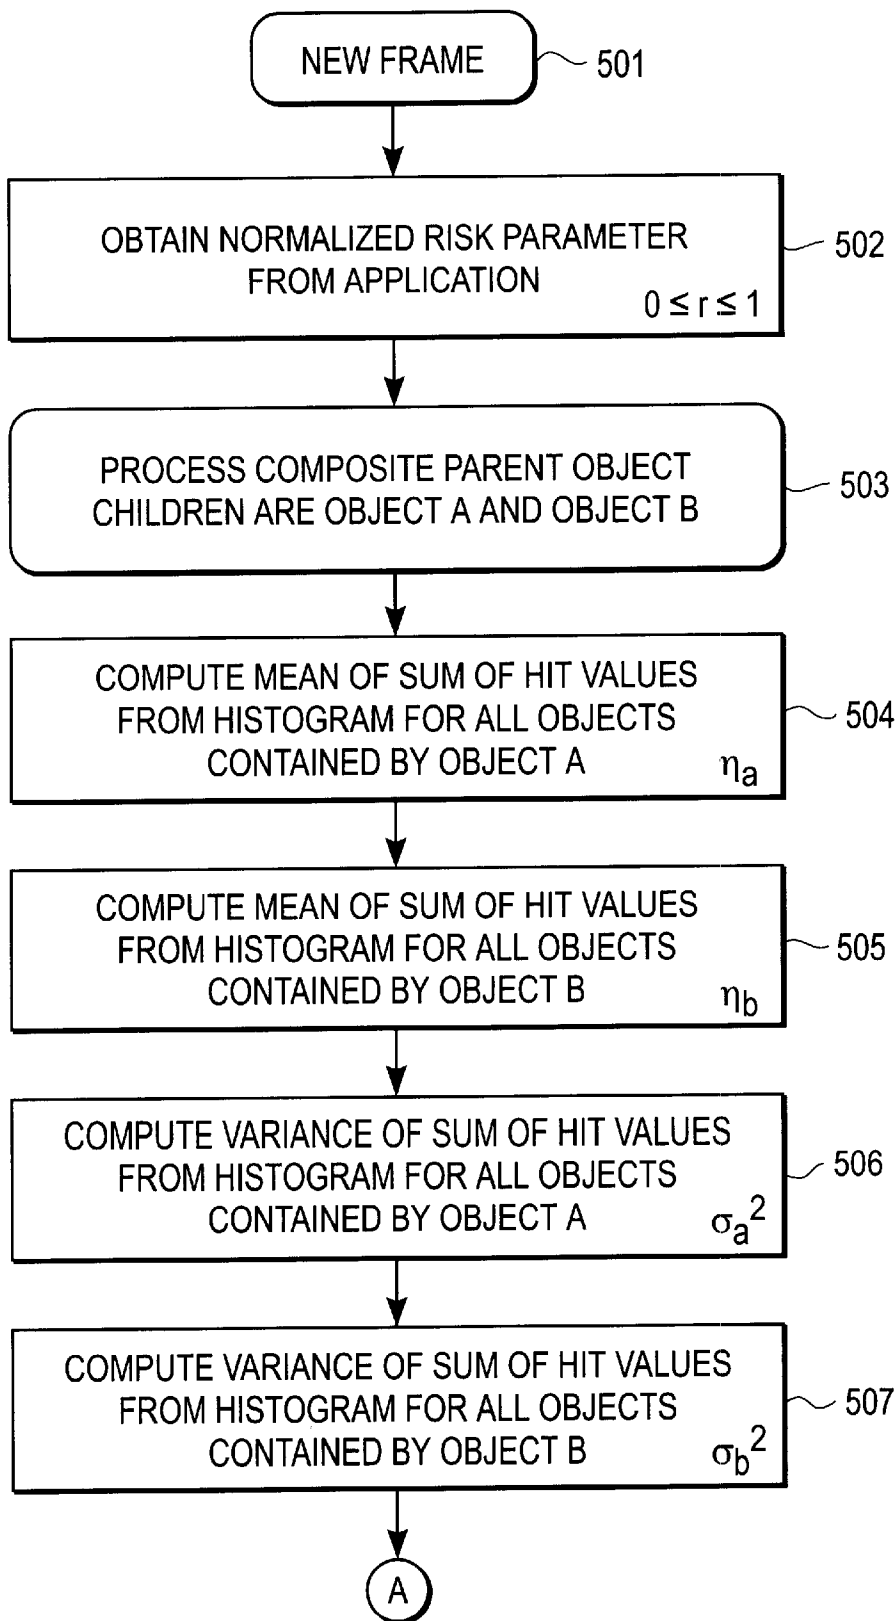 NEW FRAME
501
OBTAIN NORMALIZED RISK PARAMETER
FROM APPLICATION
0 ≤ r ≤ 1
502
PROCESS COMPOSITE PARENT OBJECT
CHILDREN ARE OBJECT A AND OBJECT B
503
COMPUTE MEAN OF SUM OF HIT VALUES
FROM HISTOGRAM FOR ALL OBJECTS
CONTAINED BY OBJECT A
ηa
504
COMPUTE MEAN OF SUM OF HIT VALUES
FROM HISTOGRAM FOR ALL OBJECTS
CONTAINED BY OBJECT B
ηb
505
COMPUTE VARIANCE OF SUM OF HIT VALUES
FROM HISTOGRAM FOR ALL OBJECTS
CONTAINED BY OBJECT A
σa²
506
COMPUTE VARIANCE OF SUM OF HIT VALUES
FROM HISTOGRAM FOR ALL OBJECTS
CONTAINED BY OBJECT B
σb²
507
A